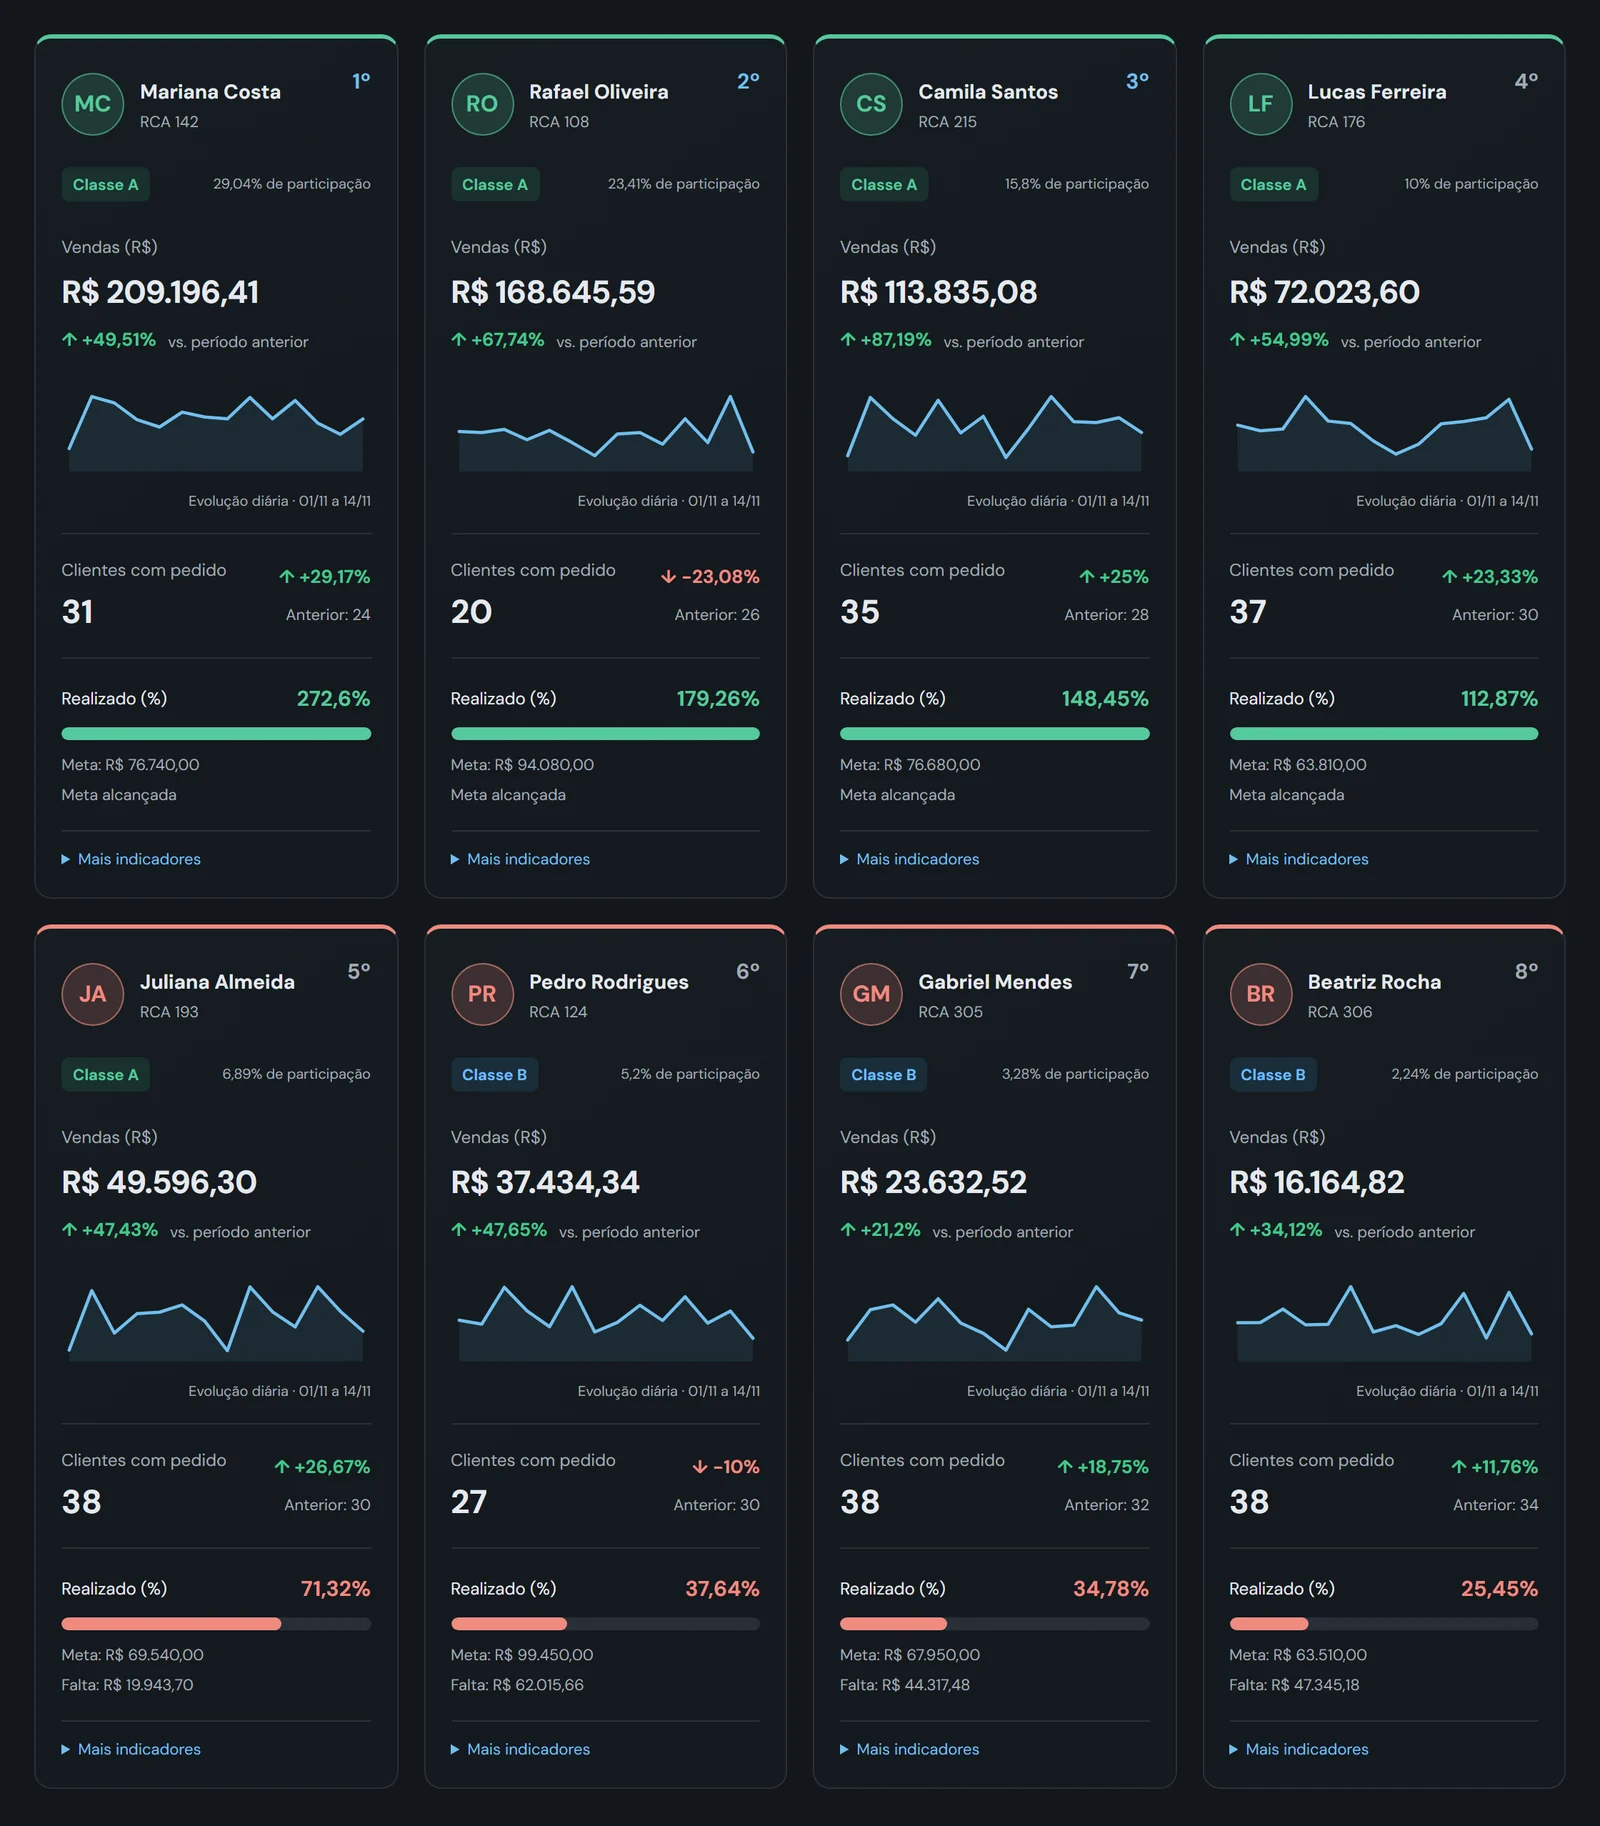 MC
Mariana Costa
RCA 142
1º
Classe A
29,04% de participação
Vendas (R$)
R$ 209.196,41
↑ +49,51% vs. período anterior
Evolução diária · 01/11 a 14/11
Clientes com pedido
↑ +29,17%
31
Anterior: 24
Realizado (%)
272,6%
Meta: R$ 76.740,00
Meta alcançada
Mais indicadores
RO
Rafael Oliveira
RCA 108
2º
Classe A
23,41% de participação
Vendas (R$)
R$ 168.645,59
↑ +67,74% vs. período anterior
Evolução diária · 01/11 a 14/11
Clientes com pedido
↓ -23,08%
20
Anterior: 26
Realizado (%)
179,26%
Meta: R$ 94.080,00
Meta alcançada
Mais indicadores
CS
Camila Santos
RCA 215
3º
Classe A
15,8% de participação
Vendas (R$)
R$ 113.835,08
↑ +87,19% vs. período anterior
Evolução diária · 01/11 a 14/11
Clientes com pedido
↑ +25%
35
Anterior: 28
Realizado (%)
148,45%
Meta: R$ 76.680,00
Meta alcançada
Mais indicadores
LF
Lucas Ferreira
RCA 176
4º
Classe A
10% de participação
Vendas (R$)
R$ 72.023,60
↑ +54,99% vs. período anterior
Evolução diária · 01/11 a 14/11
Clientes com pedido
↑ +23,33%
37
Anterior: 30
Realizado (%)
112,87%
Meta: R$ 63.810,00
Meta alcançada
Mais indicadores
JA
Juliana Almeida
RCA 193
5º
Classe A
6,89% de participação
Vendas (R$)
R$ 49.596,30
↑ +47,43% vs. período anterior
Evolução diária · 01/11 a 14/11
Clientes com pedido
↑ +26,67%
38
Anterior: 30
Realizado (%)
71,32%
Meta: R$ 69.540,00
Falta: R$ 19.943,70
Mais indicadores
PR
Pedro Rodrigues
RCA 124
6º
Classe B
5,2% de participação
Vendas (R$)
R$ 37.434,34
↑ +47,65% vs. período anterior
Evolução diária · 01/11 a 14/11
Clientes com pedido
↓ -10%
27
Anterior: 30
Realizado (%)
37,64%
Meta: R$ 99.450,00
Falta: R$ 62.015,66
Mais indicadores
GM
Gabriel Mendes
RCA 305
7º
Classe B
3,28% de participação
Vendas (R$)
R$ 23.632,52
↑ +21,2% vs. período anterior
Evolução diária · 01/11 a 14/11
Clientes com pedido
↑ +18,75%
38
Anterior: 32
Realizado (%)
34,78%
Meta: R$ 67.950,00
Falta: R$ 44.317,48
Mais indicadores
BR
Beatriz Rocha
RCA 306
8º
Classe B
2,24% de participação
Vendas (R$)
R$ 16.164,82
↑ +34,12% vs. período anterior
Evolução diária · 01/11 a 14/11
Clientes com pedido
↑ +11,76%
38
Anterior: 34
Realizado (%)
25,45%
Meta: R$ 63.510,00
Falta: R$ 47.345,18
Mais indicadores